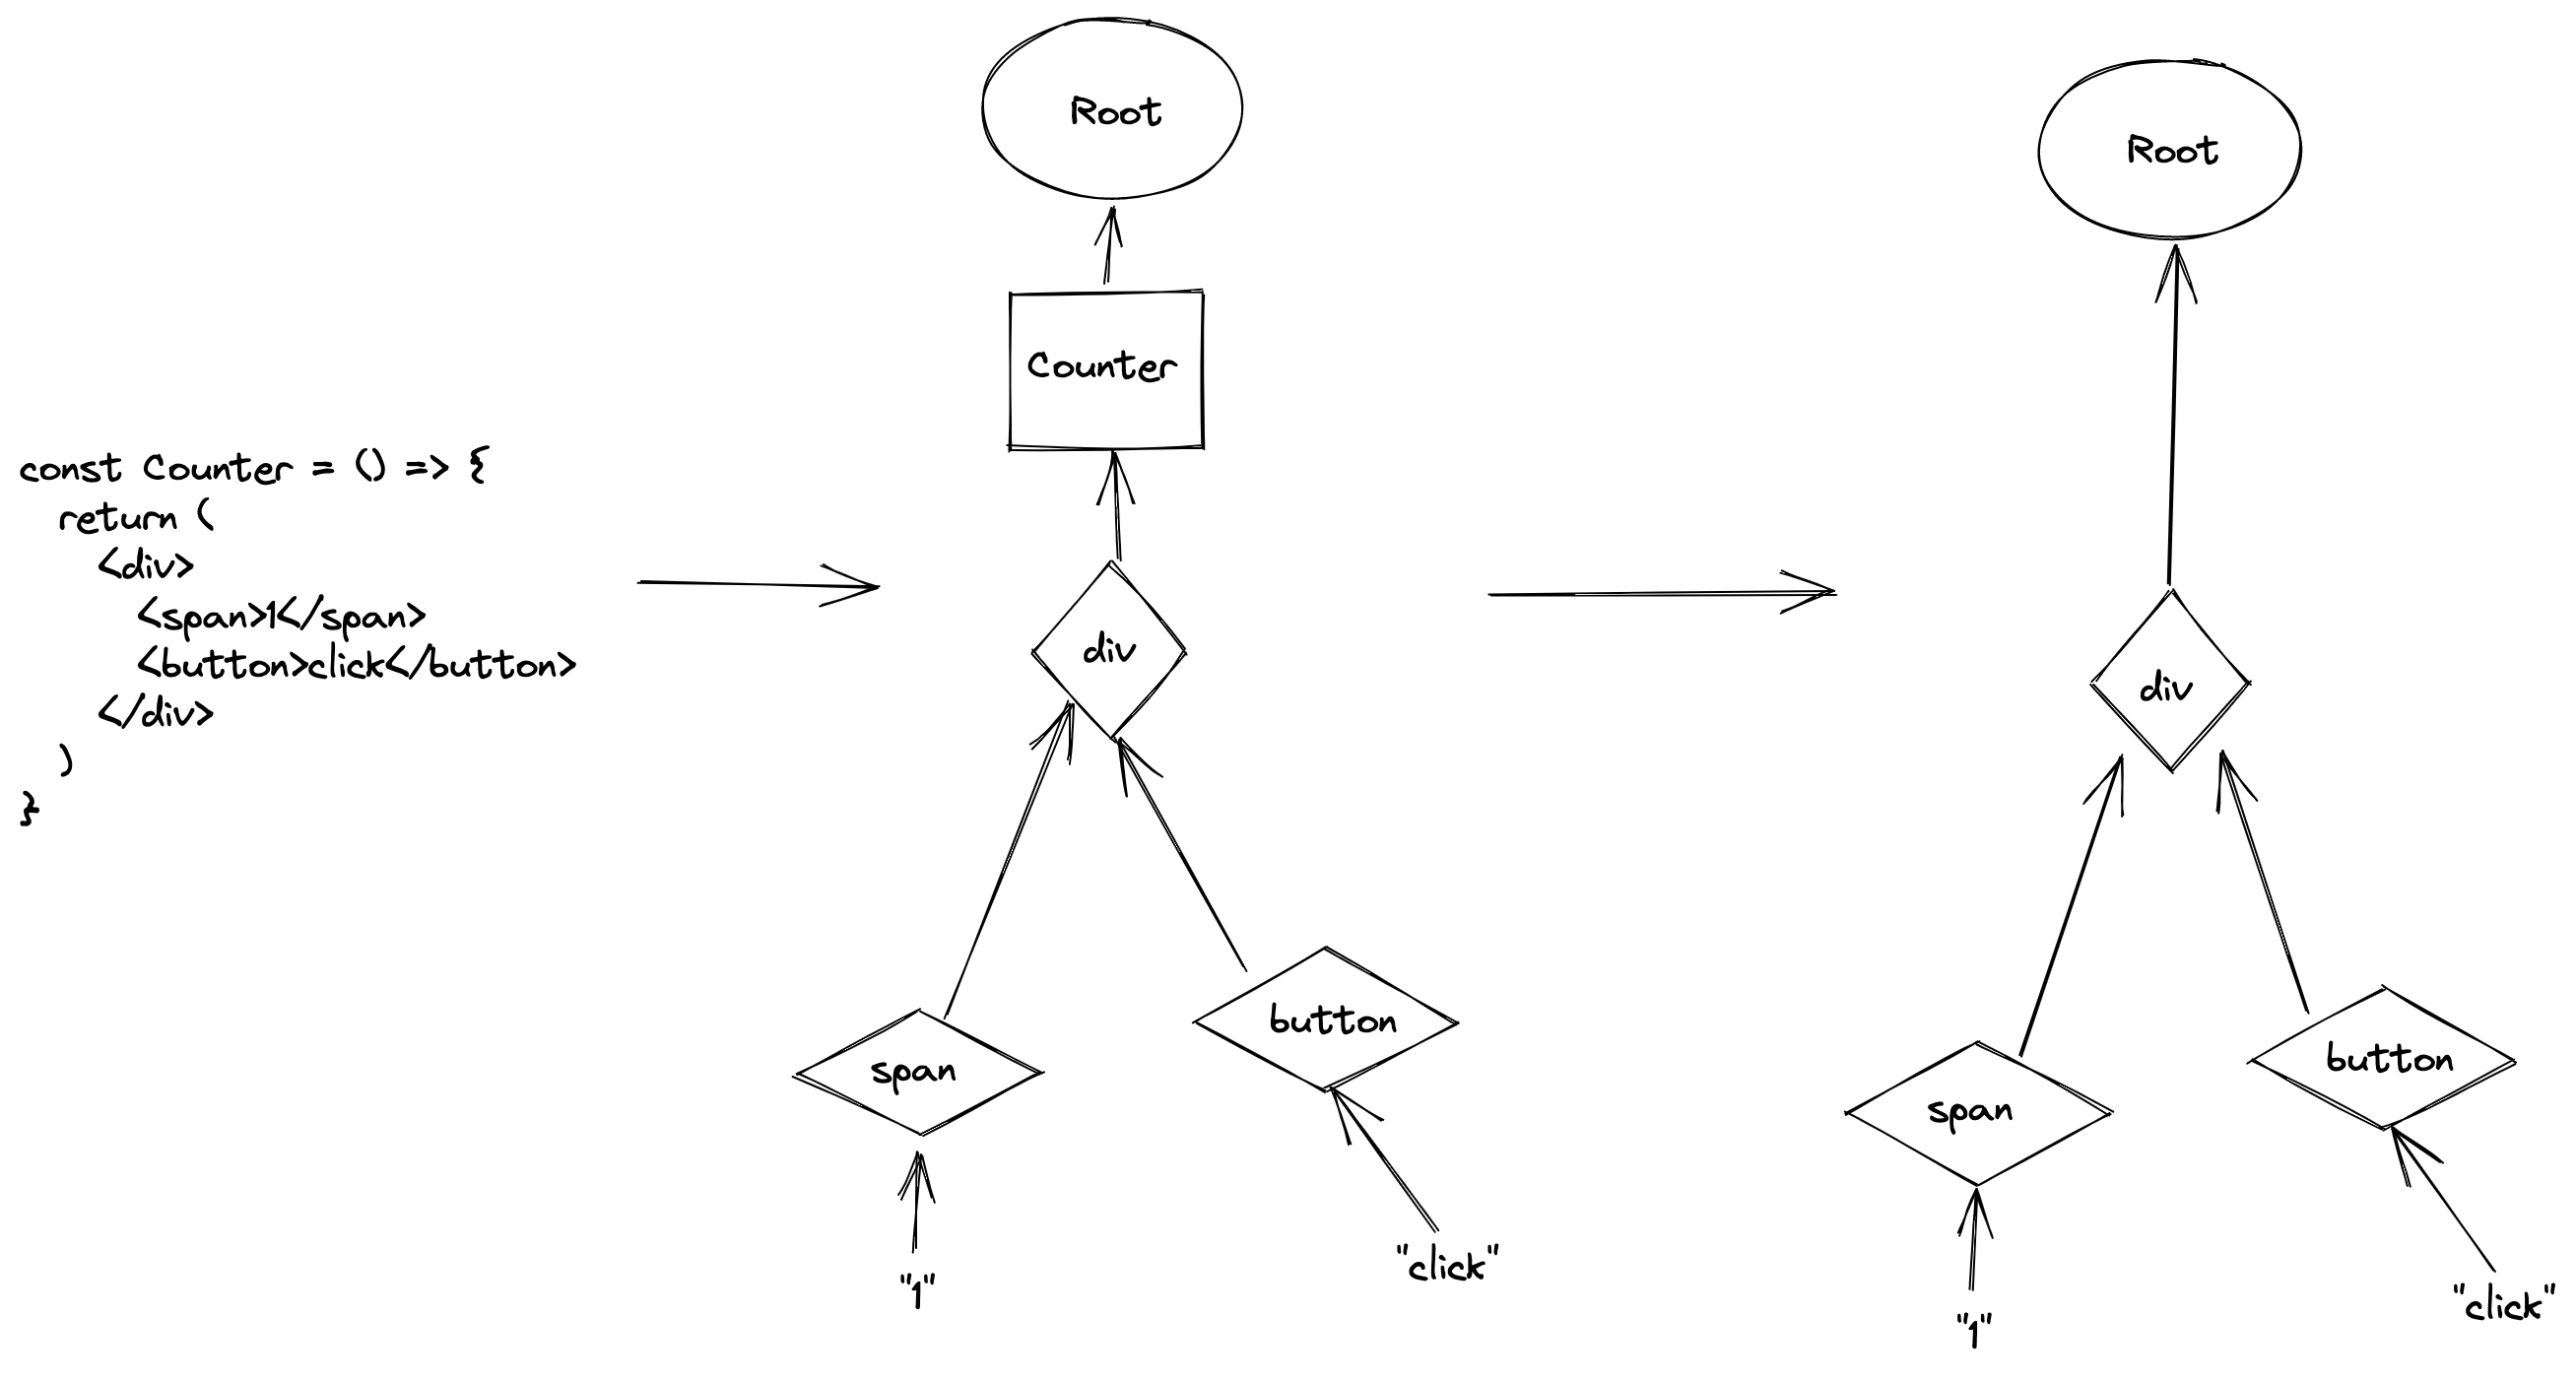 const Counter = () => {
return (
<div>
<span>1</span>
<button>click</button>
</div>
)
}
Root
Counter
div
span
button
"1"
"click"
Root
div
span
button
"1"
"click"